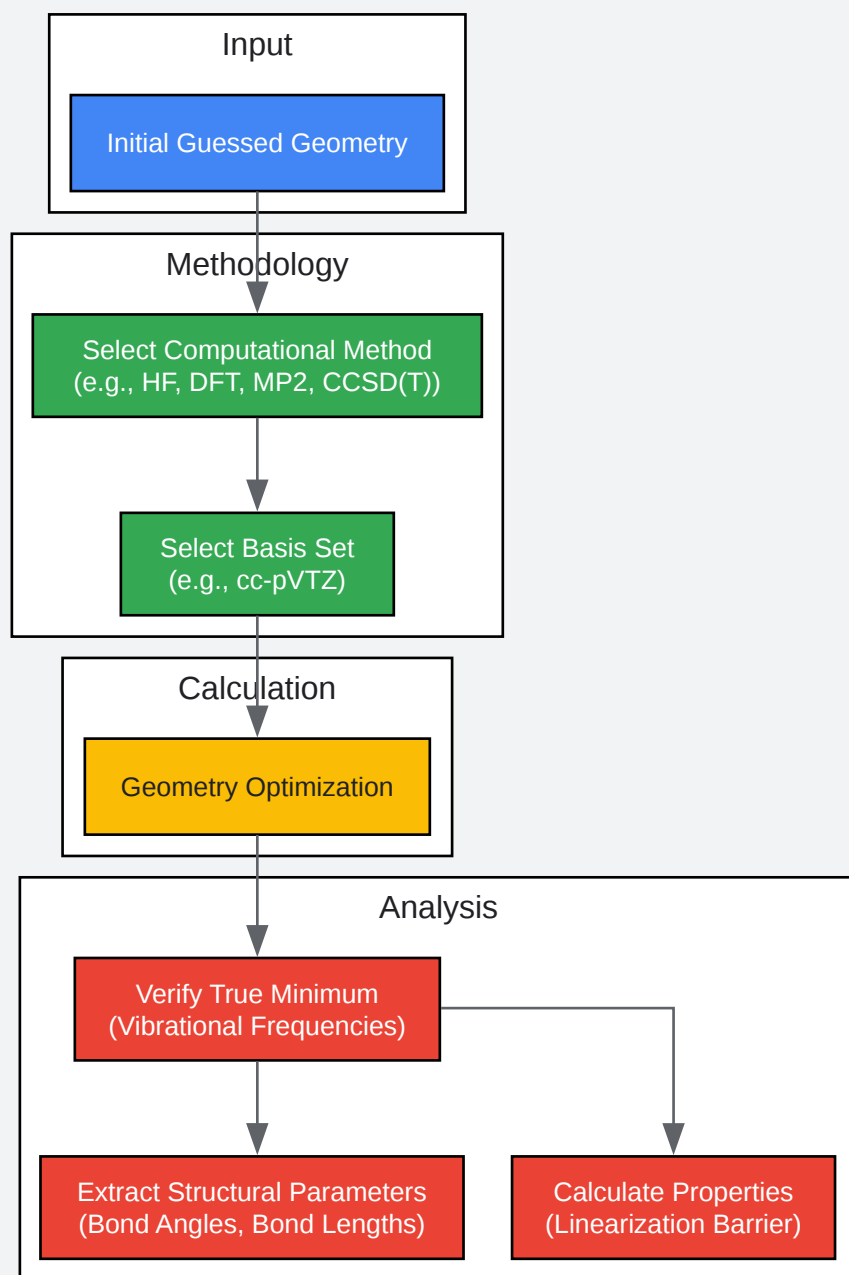 Input
Initial Guessed Geometry
Methodology
Select Computational Method
(e.g., HF, DFT, MP2, CCSD(T))
Select Basis Set
(e.g., cc-pVTZ)
Calculation
Geometry Optimization
Analysis
Verify True Minimum
(Vibrational Frequencies)
Extract Structural Parameters
(Bond Angles, Bond Lengths)
Calculate Properties
(Linearization Barrier)